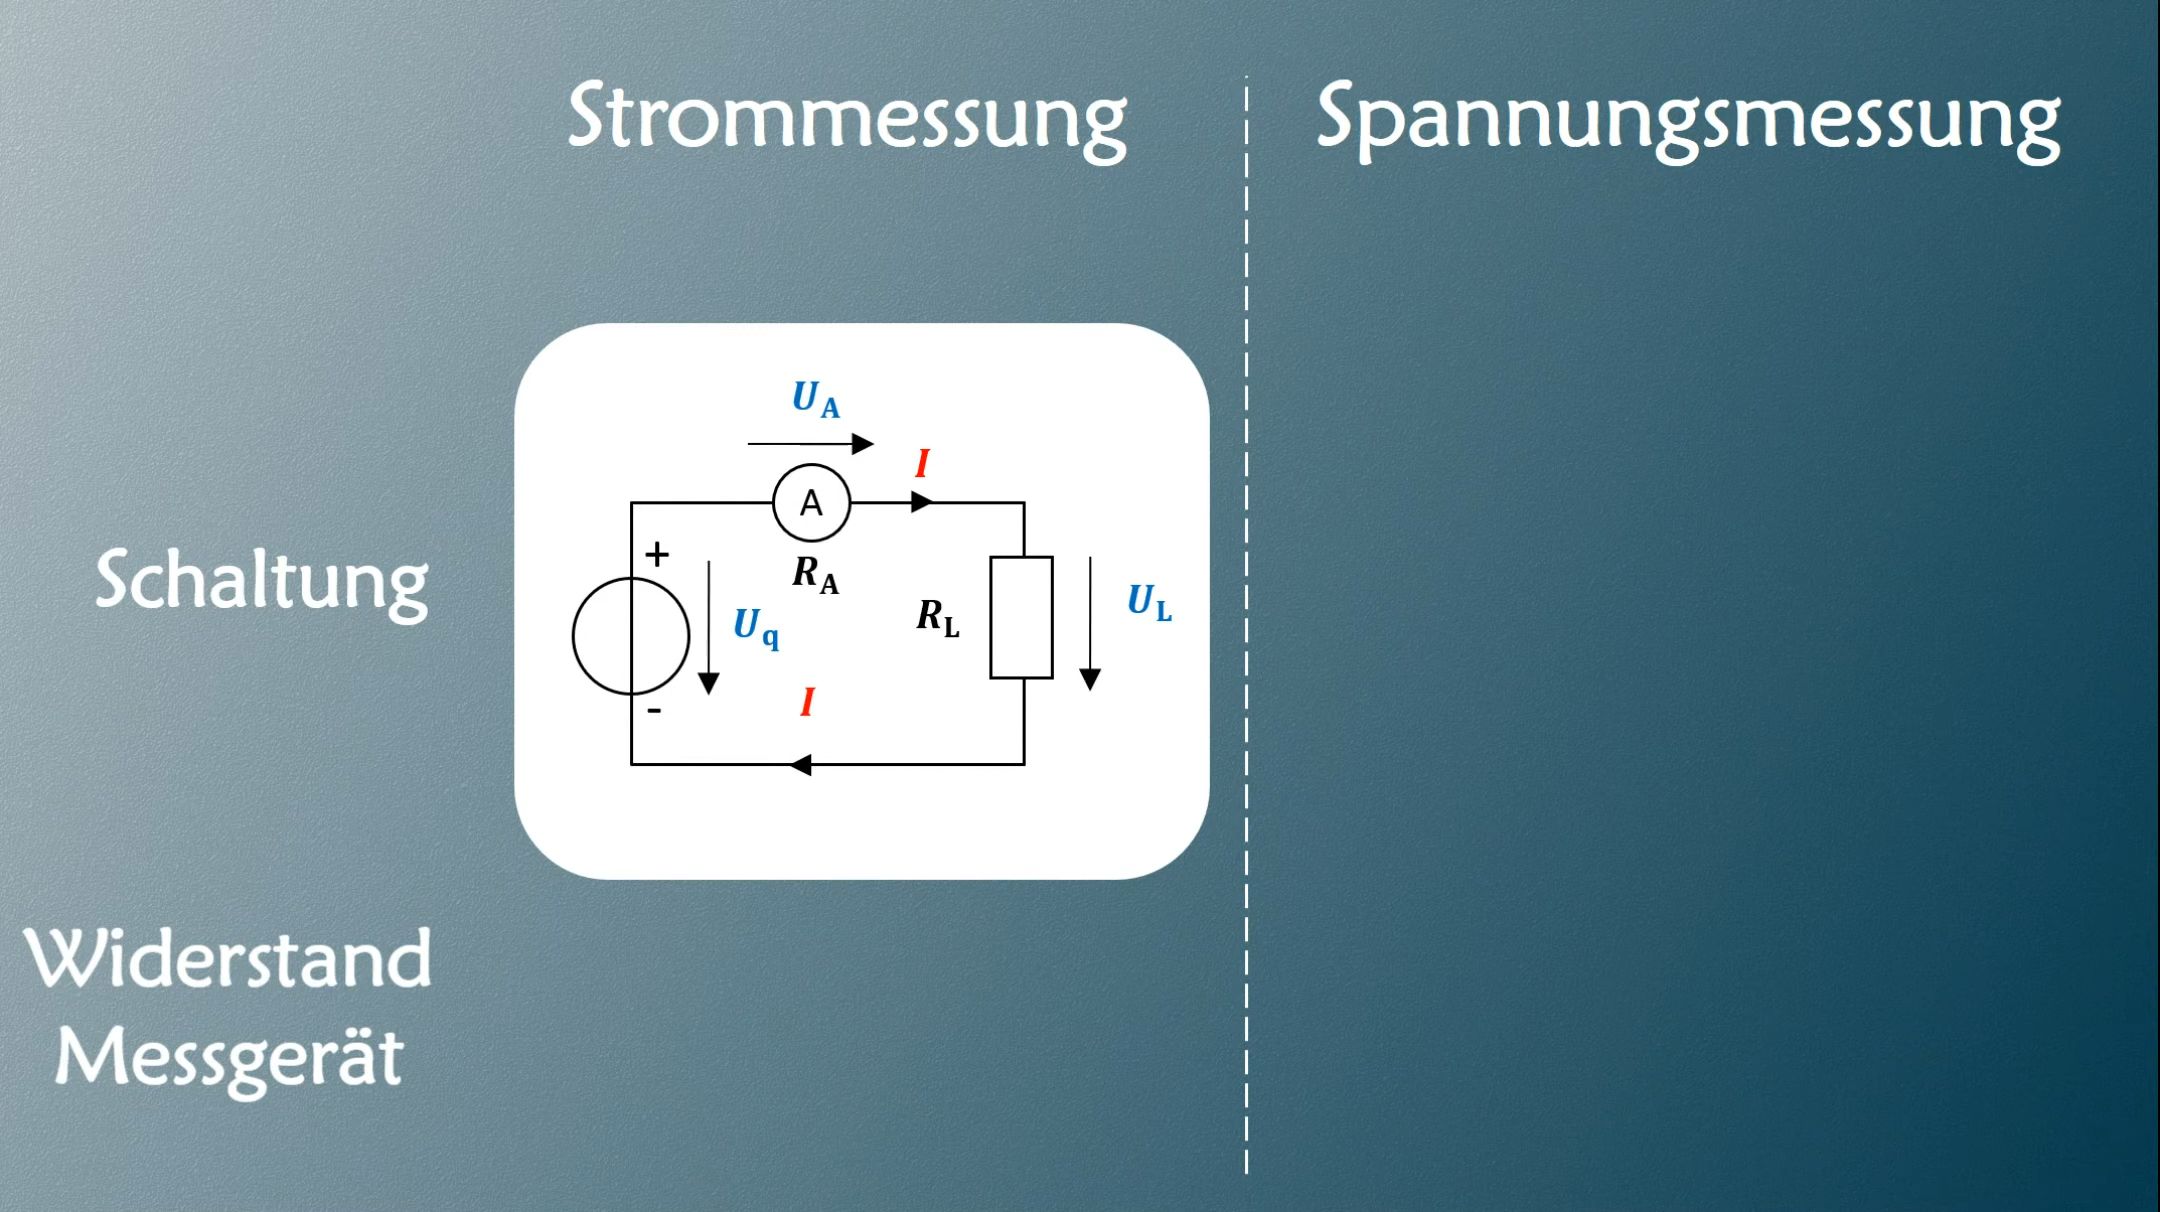 Strommessung
Spannungsmessung
Schaltung
U_A
I
A
+
R_A
U_q
R_L
U_L
I
-
Widerstand
Messgerät